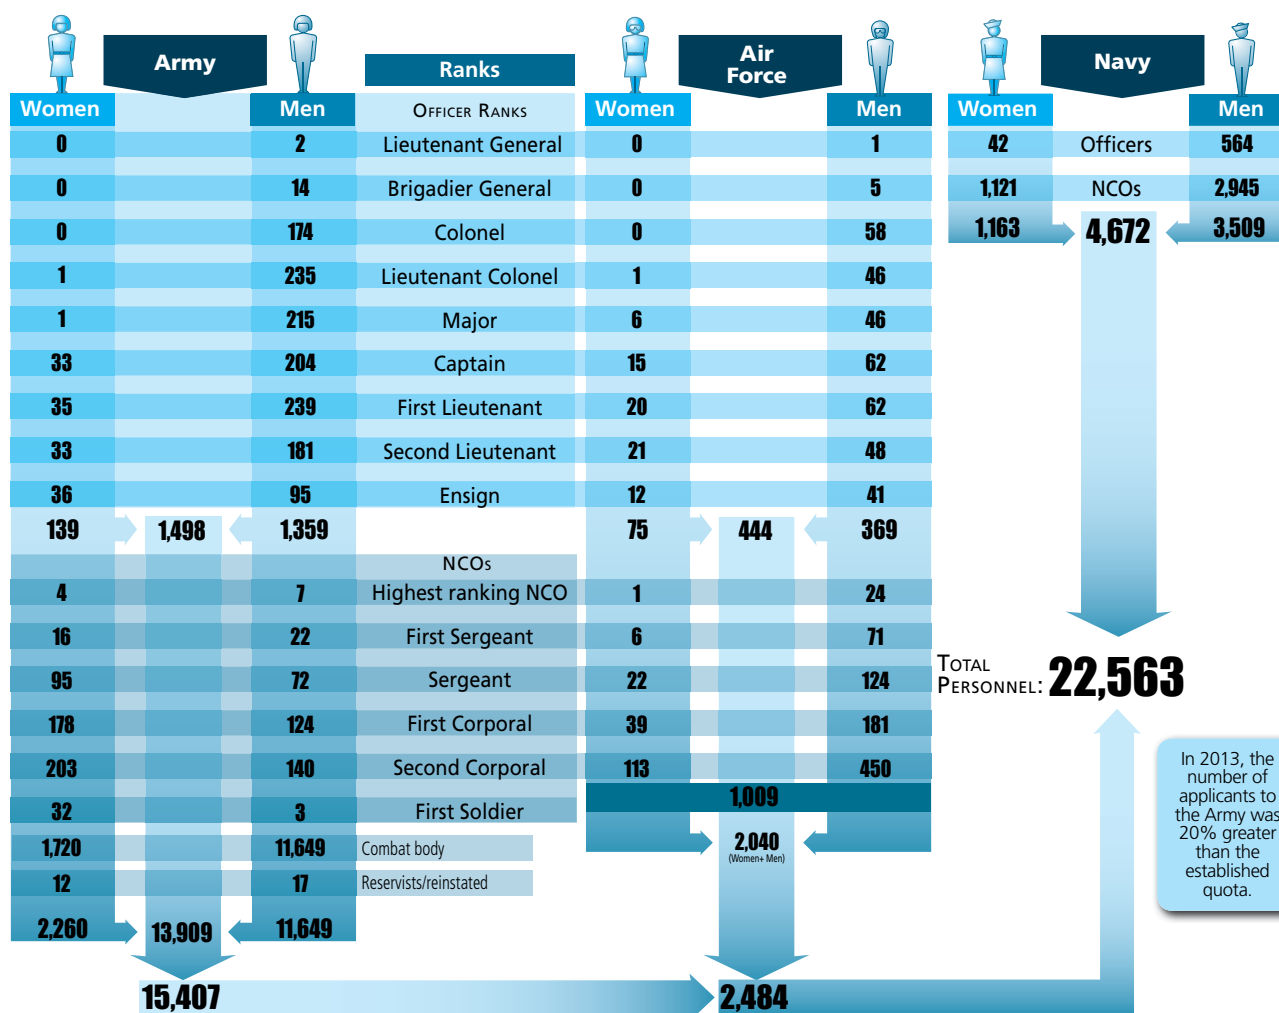 Army
Ranks
Air
Force
Navy
Women Men OFFICER RANKS Women Men Women Men
0 2 Lieutenant General 0 1 42 Officers 564
0 14 Brigadier General 0 5 1,121 NCOs 2,945
0 174 Colonel 0 58 1,163 4,672 3,509
1 235 Lieutenant Colonel 1 46
1 215 Major 6 46
33 204 Captain 15 62
35 239 First Lieutenant 20 62
33 181 Second Lieutenant 21 48
36 95 Ensign 12 41
139 1,498 1,359 75 444 369
NCOs
4 7 Highest ranking NCO 1 24
16 22 First Sergeant 6 71
95 72 Sergeant 22 124
178 124 First Corporal 39 181
203 140 Second Corporal 113 450
32 3 First Soldier
1,009
1,720 11,649 Combat body
2,040
(Women+ Men)
12 17 Reservists/reinstated
2,260 13,909 11,649
15,407 2,484
TOTAL
PERSONNEL: 22,563
In 2013, the
number of
applicants to
the Army was
20% greater
than the
established
quota.